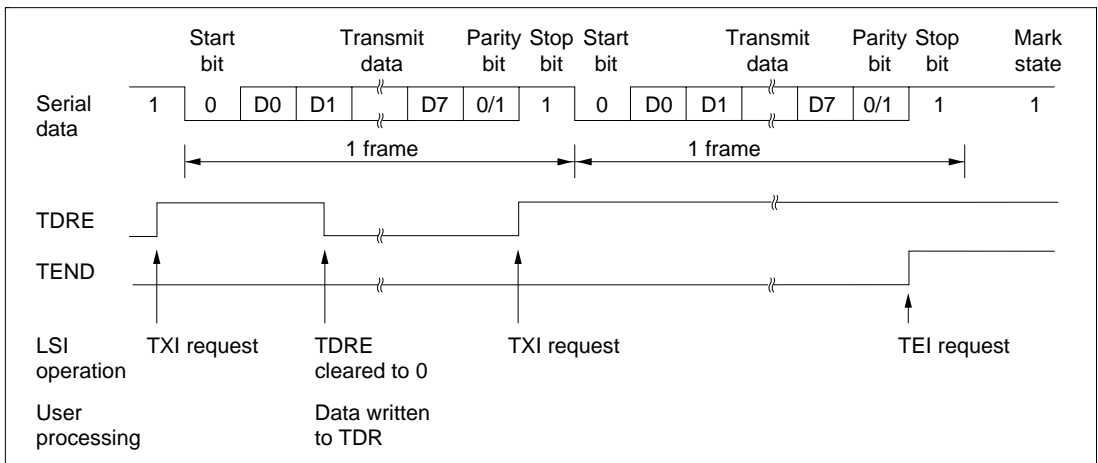 Start Transmit Parity Stop Start Transmit Parity Stop Mark
bit data bit bit bit data bit bit state
Serial 1 0 D0 D1 D7 0/1 1 0 D0 D1 D7 0/1 1 1
data
1 frame 1 frame
TDRE
TEND
LSI TXI request TDRE TXI request TEI request
operation cleared to 0
User Data written
processing to TDR